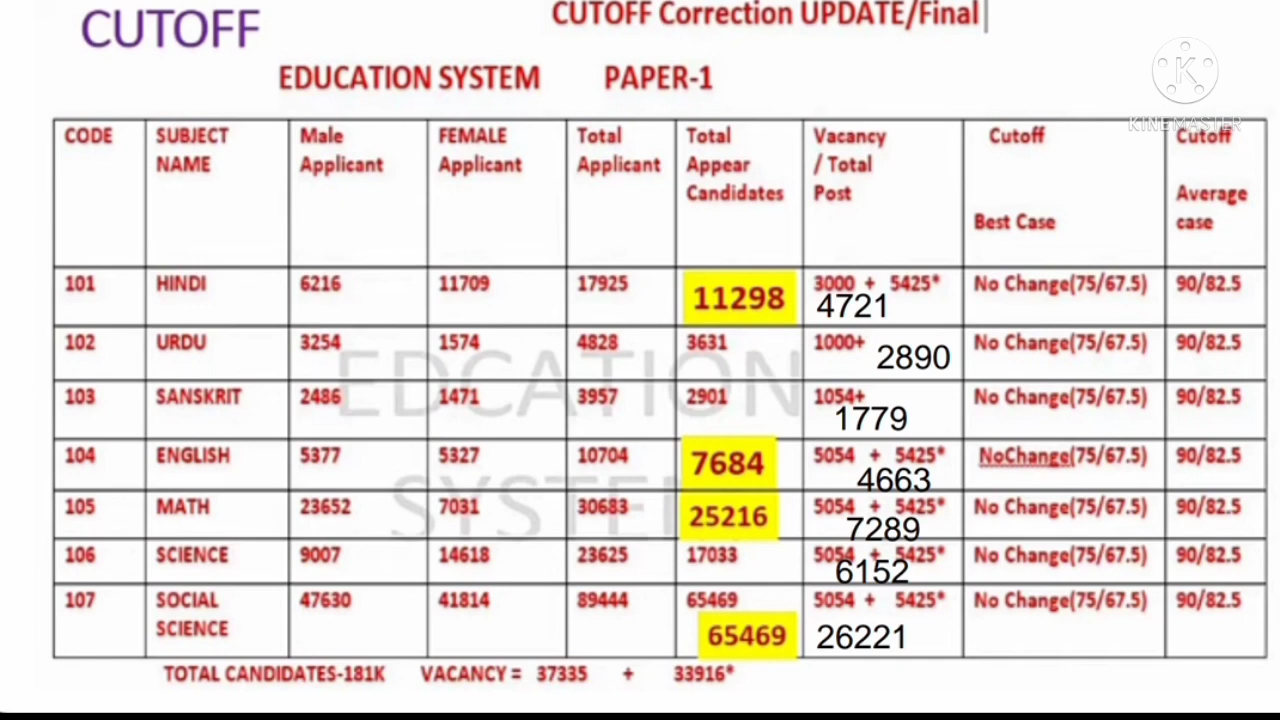 CUTOFF
CUTOFF Correction UPDATE/Final
EDUCATION SYSTEM PAPER-1
K
KINEMASTER
CODE SUBJECT NAME Male Applicant FEMALE Applicant Total Applicant Total Appear Candidates Vacancy / Total Post Cutoff Best Case Cutoff Average case
101 HINDI 6216 11709 17925 11298 3000 + 5425* 4721 No Change(75/67.5) 90/82.5
102 URDU 3254 1574 4828 3631 1000+ 2890 No Change(75/67.5) 90/82.5
103 SANSKRIT 2486 1471 3957 2901 1054+ 1779 No Change(75/67.5) 90/82.5
104 ENGLISH 5377 5327 10704 7684 5054 + 5425* 4663 NoChange(75/67.5) 90/82.5
105 MATH 23652 7031 30683 25216 5054 + 5425* 7289 No Change(75/67.5) 90/82.5
106 SCIENCE 9007 14618 23625 17033 5054 + 5425* 6152 No Change(75/67.5) 90/82.5
107 SOCIAL SCIENCE 47630 41814 89444 65469 65469 5054 + 5425* 26221 No Change(75/67.5) 90/82.5
TOTAL CANDIDATES-181K VACANCY = 37335 + 33916*
EDCATION
SYSTEM